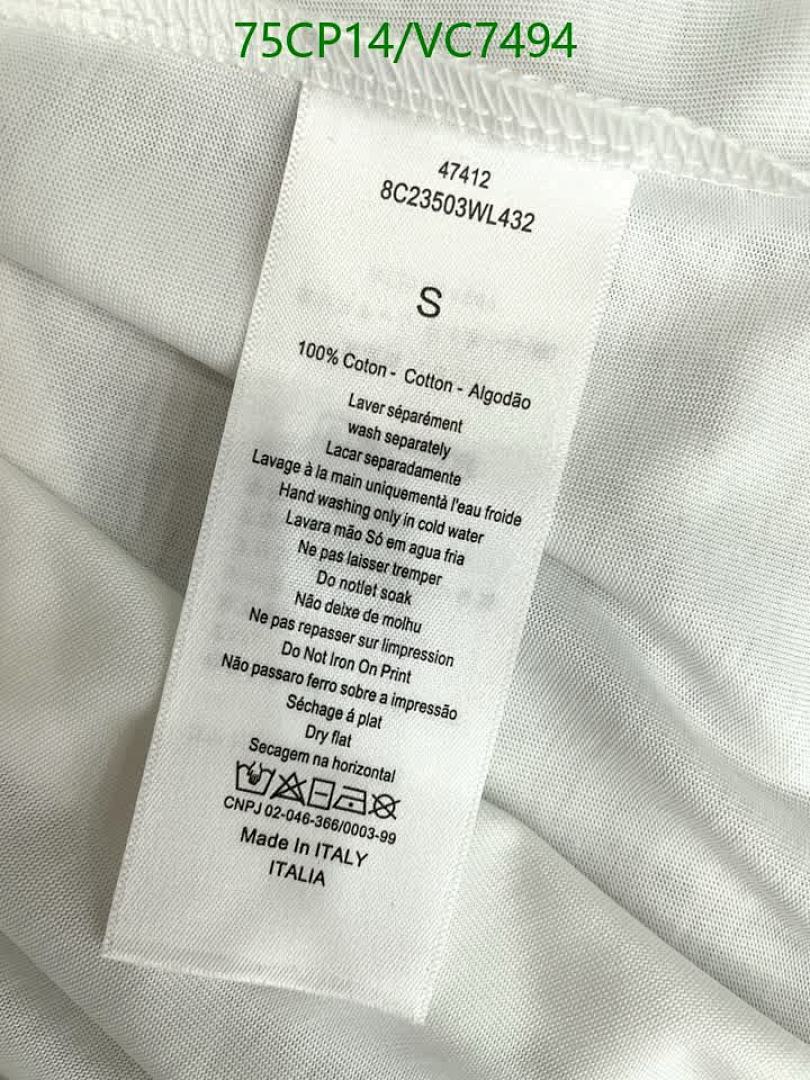 75CP14/VC7494
47412
8C23503WL432
S
100% Coton - Cotton - Algodão
Laver séparément
wash separately
Lacar separadamente
Lavage à la main uniquementà l'eau froide
Hand washing only in cold water
Lavara mão Só em agua fria
Ne pas laisser tremper
Do notlet soak
Não deixe de molhu
Ne pas repasser sur limpression
Do Not Iron On Print
Não passaro ferro sobre a impressão
Séchage á plat
Dry flat
Secagem na horizontal
CNPJ 02-046-366/0003-99
Made In ITALY
ITALIA